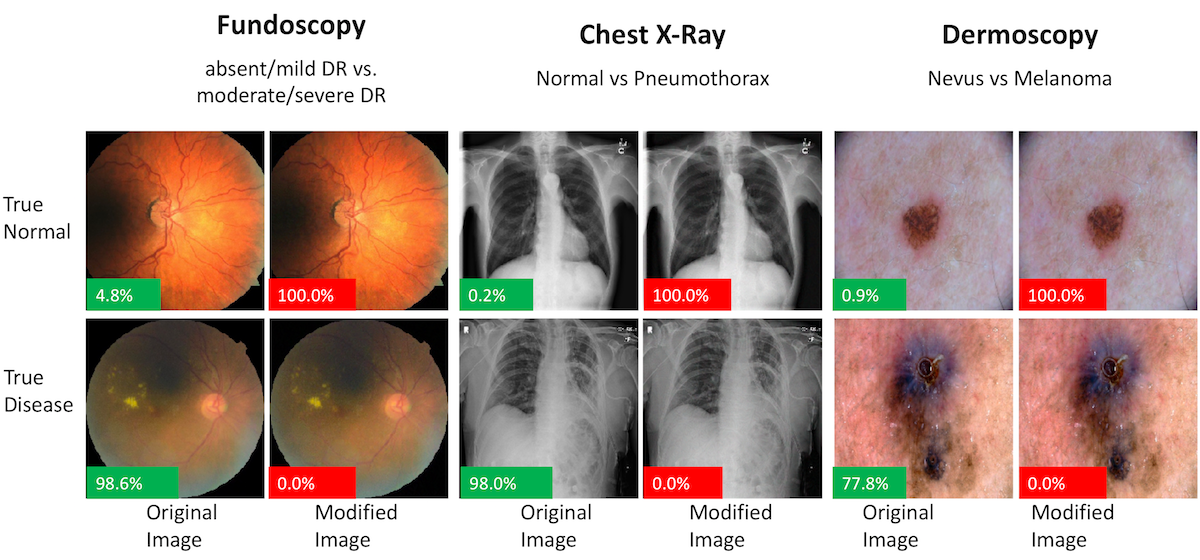 Fundoscopy
absent/mild DR vs.
moderate/severe DR
Chest X-Ray
Normal vs Pneumothorax
Dermoscopy
Nevus vs Melanoma
True
Normal
4.8%
100.0%
0.2%
100.0%
0.9%
100.0%
True
Disease
98.6%
0.0%
98.0%
0.0%
77.8%
0.0%
Original
Image
Modified
Image
Original
Image
Modified
Image
Original
Image
Modified
Image